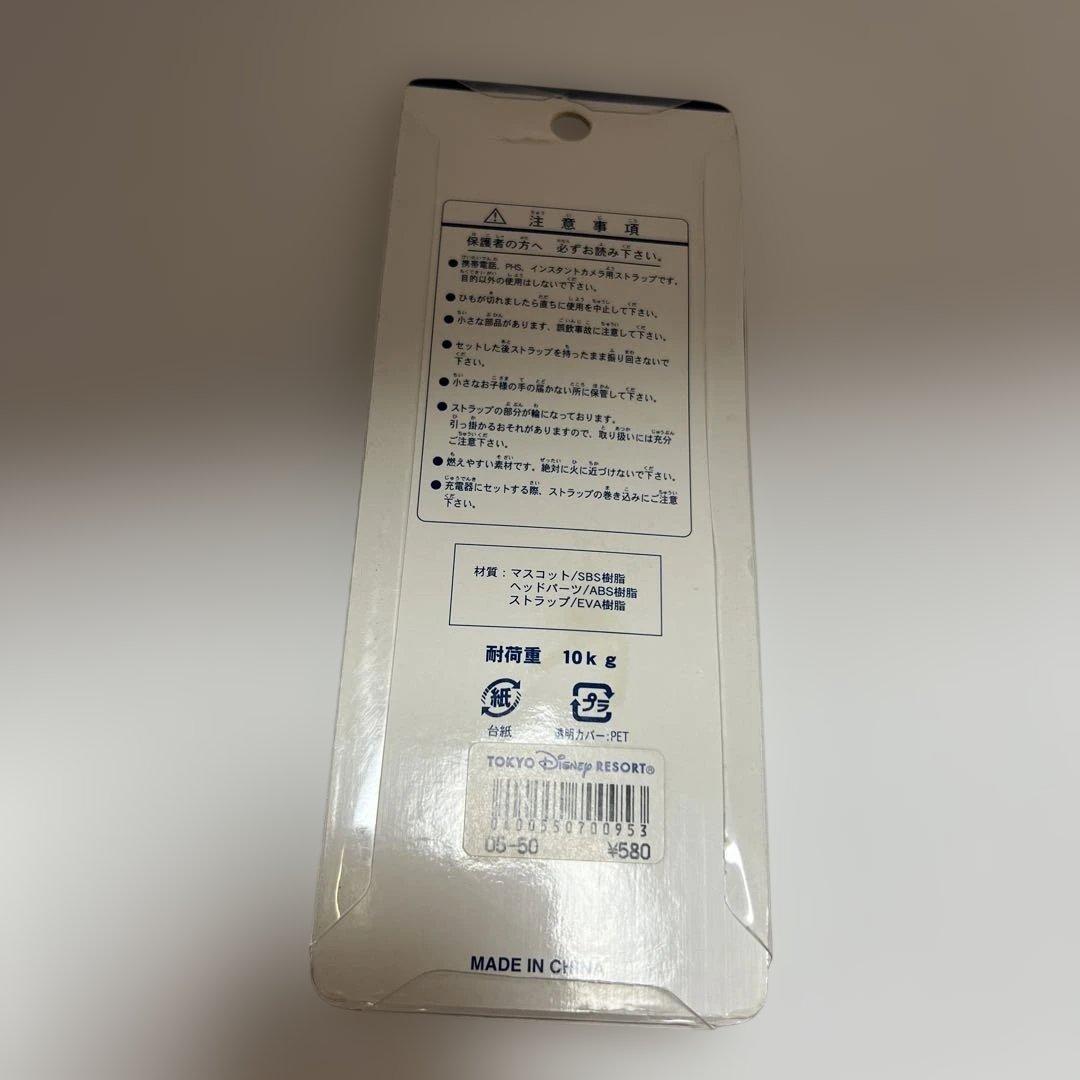 ⚠ 注意事項
保護者の方へ 必ずお読み下さい。
●携帯電話、PHS、インスタントカメラ用ストラップです。
目的以外の使用はしないで下さい。
●ひもが切れましたら直ちに使用を中止して下さい。
●小さな部品があります、誤飲事故に注意して下さい。
●セットした後ストラップを持ったまま振り回さないで
下さい。
●小さなお子様の手の届かない所に保管して下さい。
●ストラップの部分が輪になっております。
引っ掛かるおそれがありますので、取り扱いには充分
ご注意下さい。
●燃えやすい素材です。絶対に火に近づけないで下さい。
●充電器にセットする際、ストラップの巻き込みにご注意
下さい。
材質：マスコット/SBS樹脂
ヘッドパーツ/ABS樹脂
ストラップ/EVA樹脂
耐荷重 10kg
紙 プラ
台紙 透明カバー:PET
TOKYO Disney RESORT®
0400550700953
05-50 ¥580
MADE IN CHINA